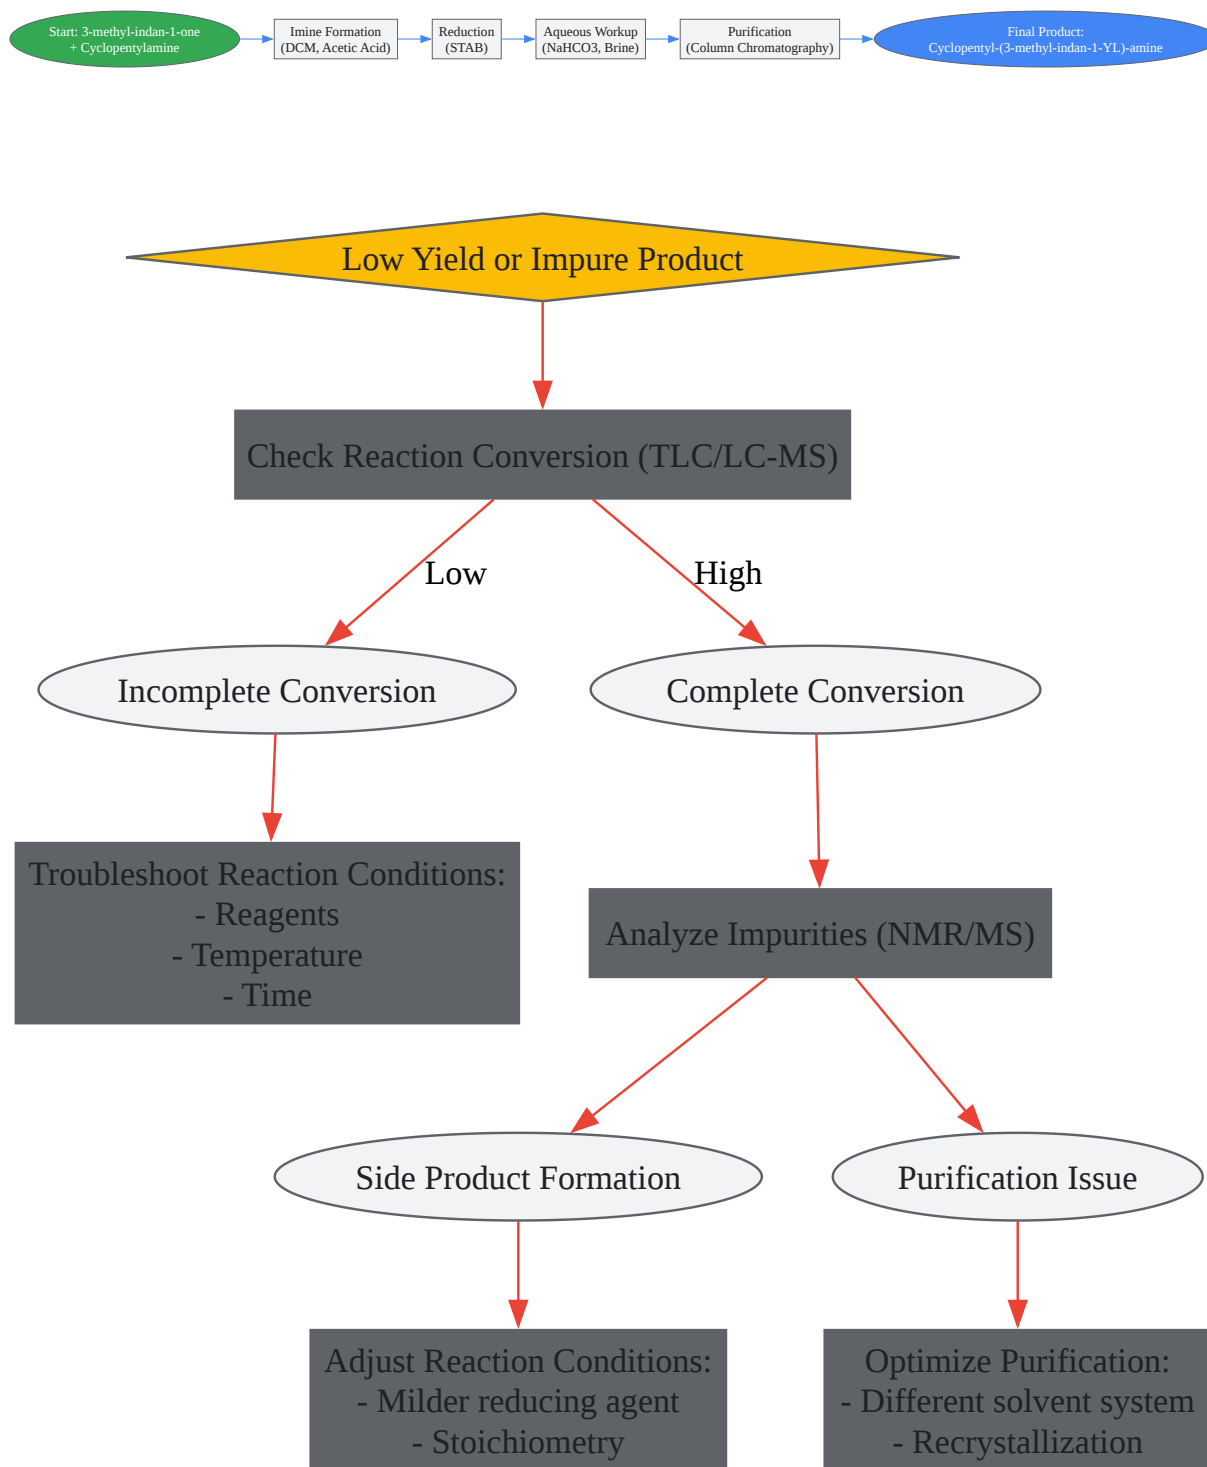 Start: 3-methyl-indan-1-one
+ Cyclopentylamine
Imine Formation
(DCM, Acetic Acid)
Reduction
(STAB)
Aqueous Workup
(NaHCO3, Brine)
Purification
(Column Chromatography)
Final Product:
Cyclopentyl-(3-methyl-indan-1-YL)-amine
Low Yield or Impure Product
Check Reaction Conversion (TLC/LC-MS)
Low
High
Incomplete Conversion
Complete Conversion
Troubleshoot Reaction Conditions:
- Reagents
- Temperature
- Time
Analyze Impurities (NMR/MS)
Side Product Formation
Purification Issue
Adjust Reaction Conditions:
- Milder reducing agent
- Stoichiometry
Optimize Purification:
- Different solvent system
- Recrystallization